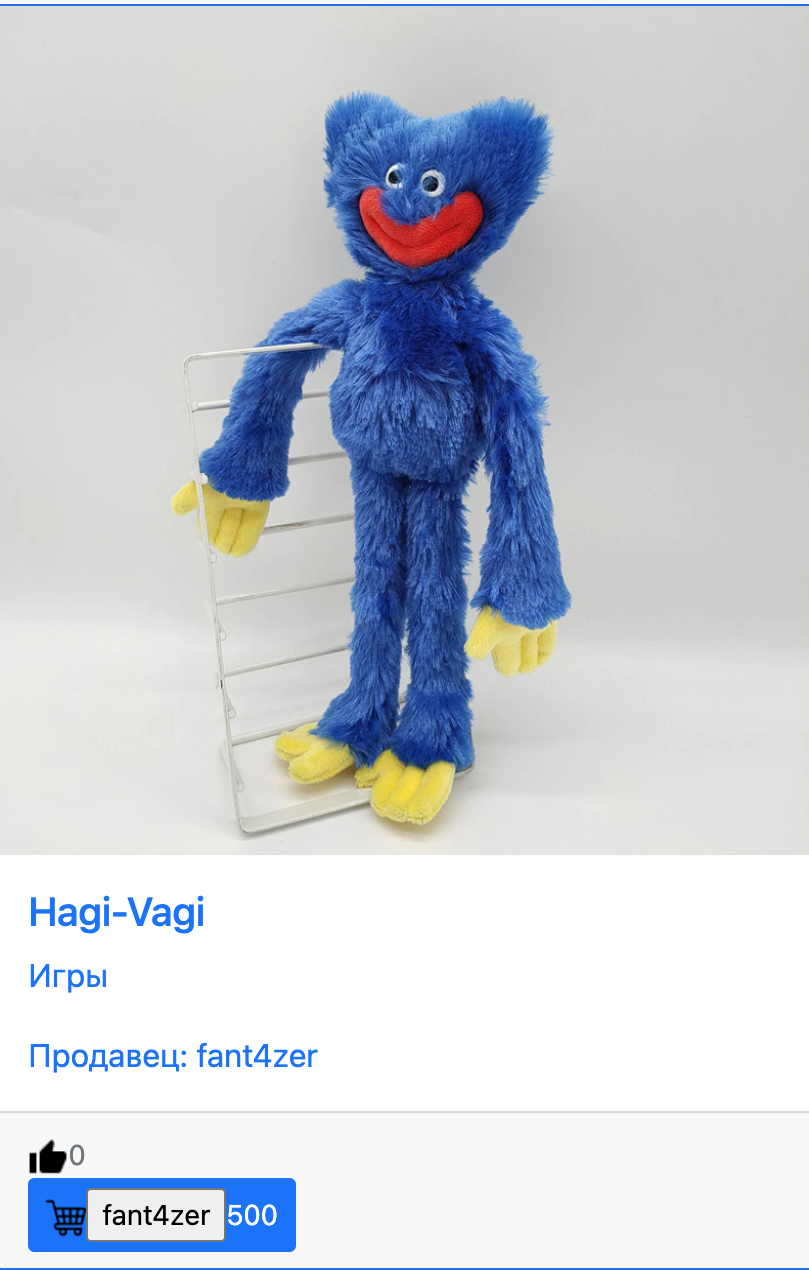 Hagi-Vagi
Игры
Продавец: fant4zer
0
fant4zer 500